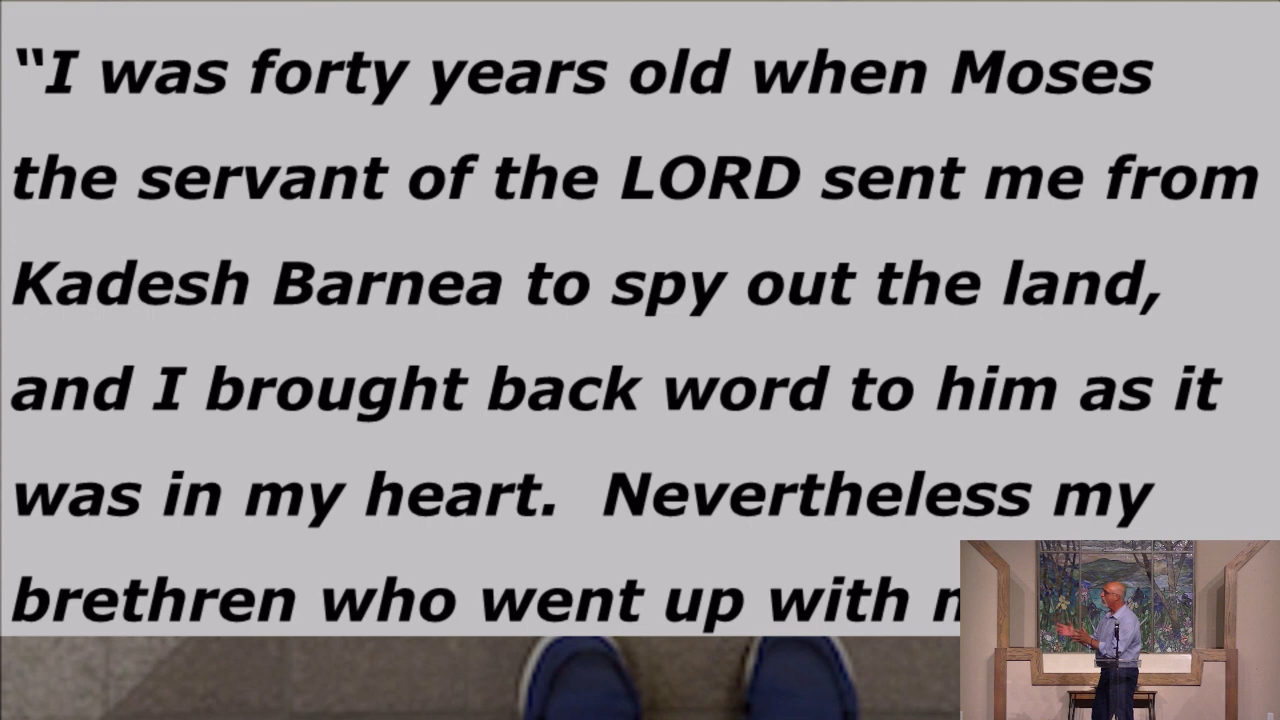 “I was forty years old when Moses
the servant of the LORD sent me from
Kadesh Barnea to spy out the land,
and I brought back word to him as it
was in my heart.  Nevertheless my
brethren who went up with